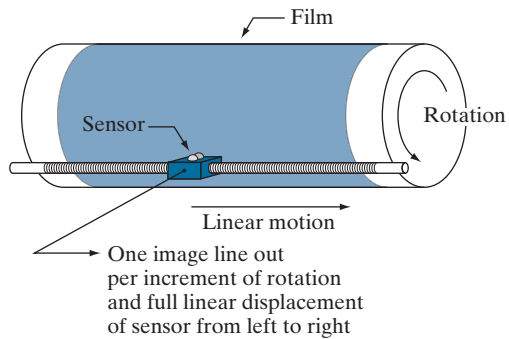 Film
Rotation
Sensor
Linear motion
One image line out
per increment of rotation
and full linear displacement
of sensor from left to right